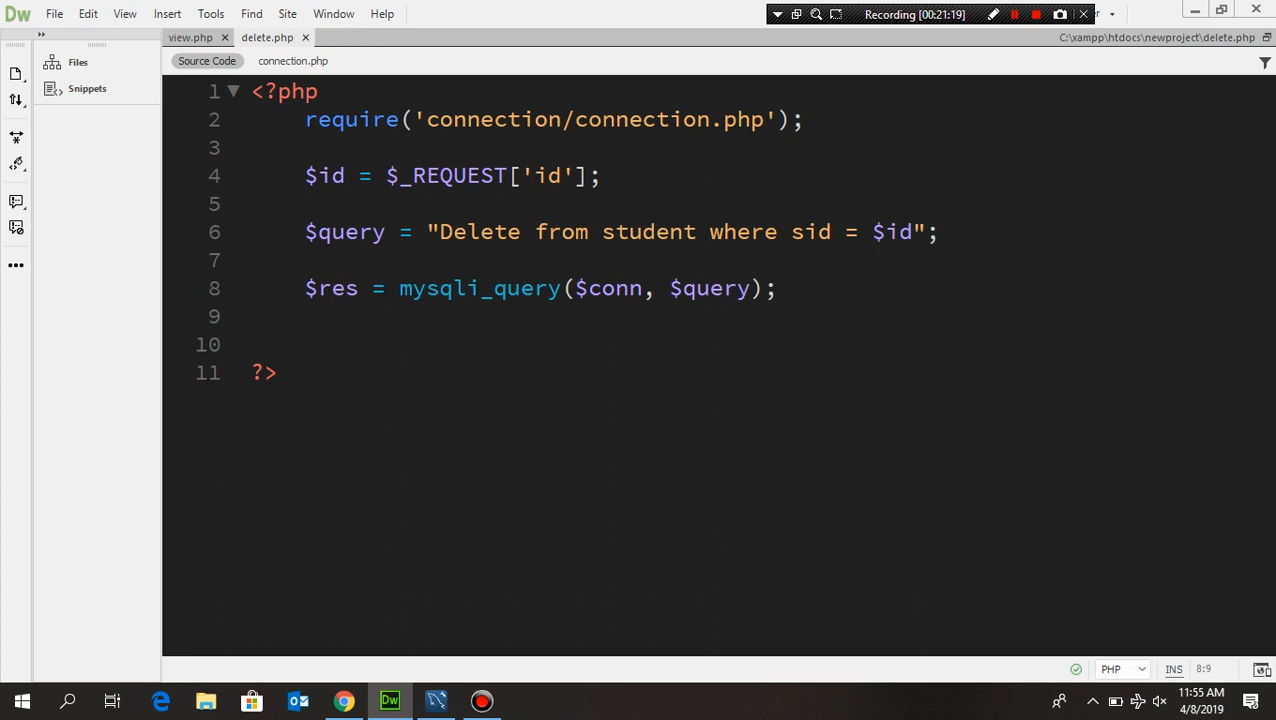 Dw File Edit View Insert Tools Find Site Window Help Recording [00:21:19]
view.php delete.php C:\xampp\htdocs\newproject\delete.php
Source Code connection.php
Files
Snippets
1 <?php
2 require('connection/connection.php');
3
4 $id = $_REQUEST['id'];
5
6 $query = "Delete from student where sid = $id";
7
8 $res = mysqli_query($conn, $query);
9
10
11 ?>
PHP INS 8:9
Dw 11:55 AM
4/8/2019